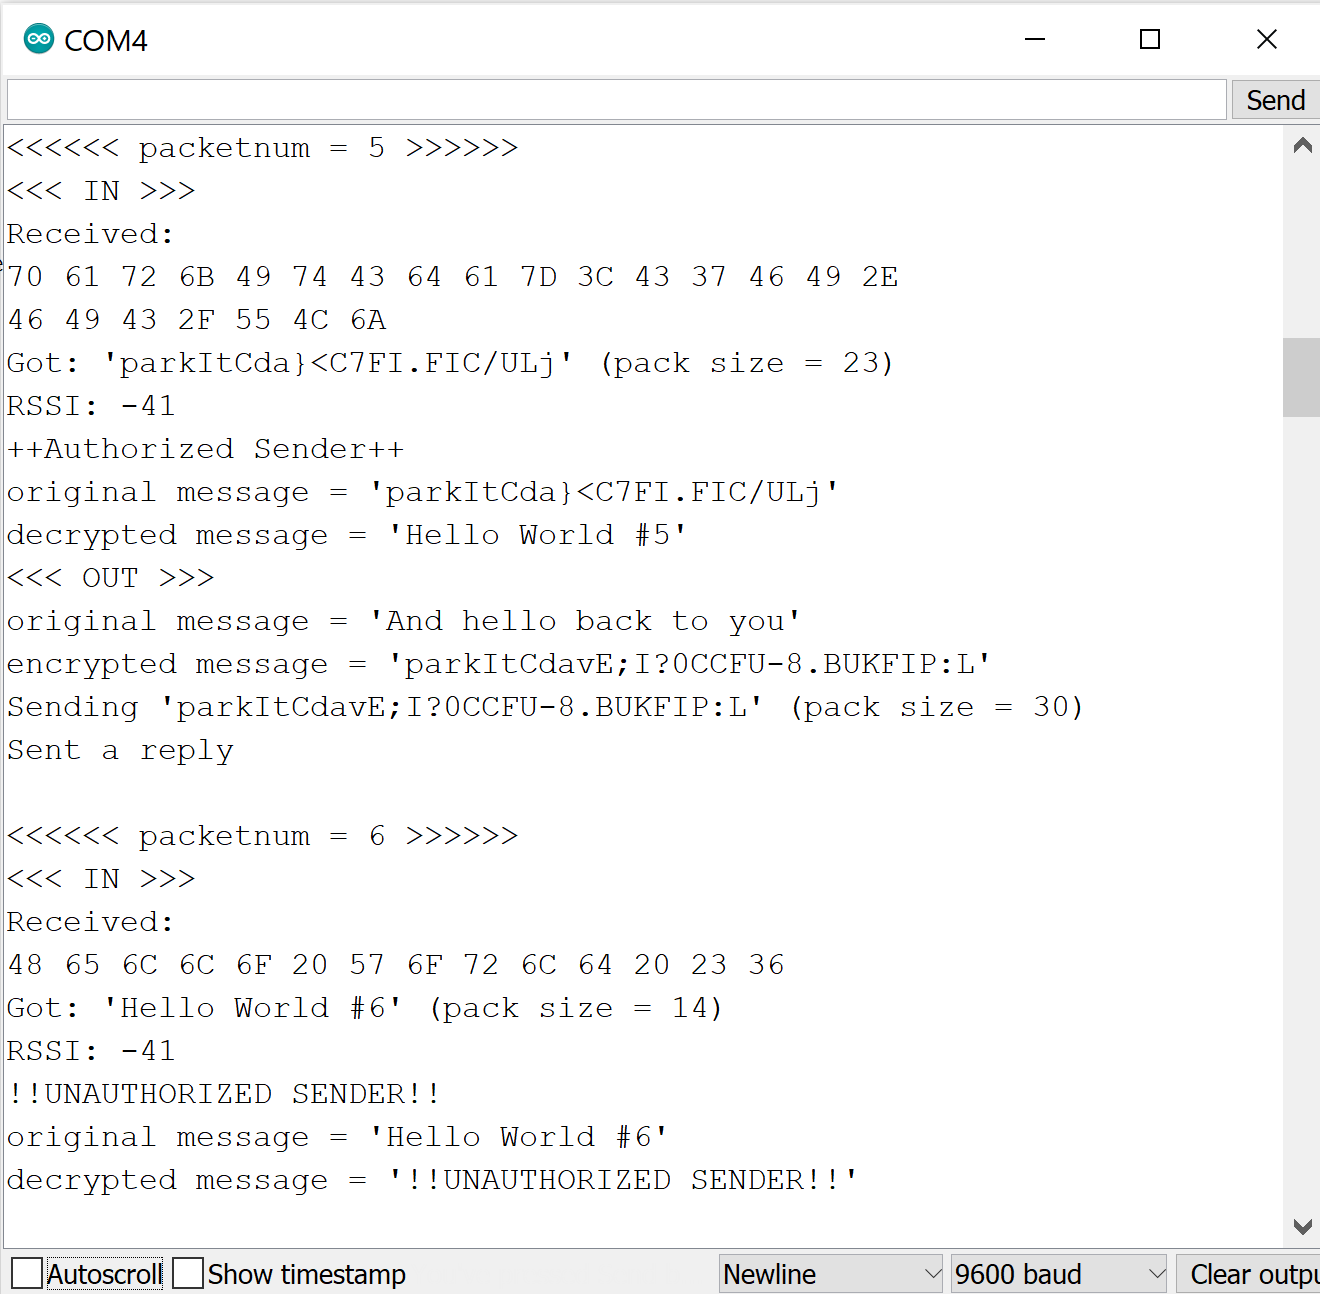 COM4
Send
<<<<<< packetnum = 5 >>>>>>
<<< IN >>>
Received:
70 61 72 6B 49 74 43 64 61 7D 3C 43 37 46 49 2E
46 49 43 2F 55 4C 6A
Got: 'parkItCda}<C7FI.FIC/ULj' (pack size = 23)
RSSI: -41
++Authorized Sender++
original message = 'parkItCda}<C7FI.FIC/ULj'
decrypted message = 'Hello World #5'
<<< OUT >>>
original message = 'And hello back to you'
encrypted message = 'parkItCdavE;I?0CCFU-8.BUKFIP:L'
Sending 'parkItCdavE;I?0CCFU-8.BUKFIP:L' (pack size = 30)
Sent a reply
<<<<<< packetnum = 6 >>>>>>
<<< IN >>>
Received:
48 65 6C 6C 6F 20 57 6F 72 6C 64 20 23 36
Got: 'Hello World #6' (pack size = 14)
RSSI: -41
!!UNAUTHORIZED SENDER!!
original message = 'Hello World #6'
decrypted message = '!!UNAUTHORIZED SENDER!!'
Autoscroll Show timestamp Newline 9600 baud Clear outpu